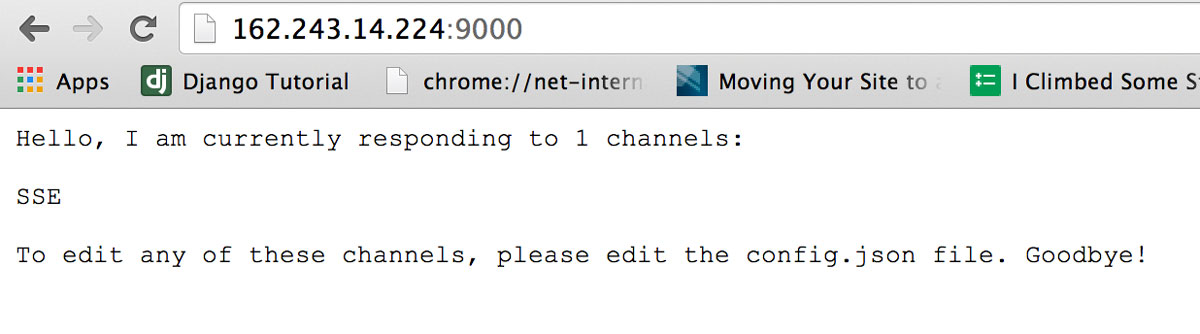 162.243.14.224:9000
Apps dj Django Tutorial chrome://net-intern Moving Your Site to I Climbed Some S
Hello, I am currently responding to 1 channels:
SSE
To edit any of these channels, please edit the config.json file. Goodbye!